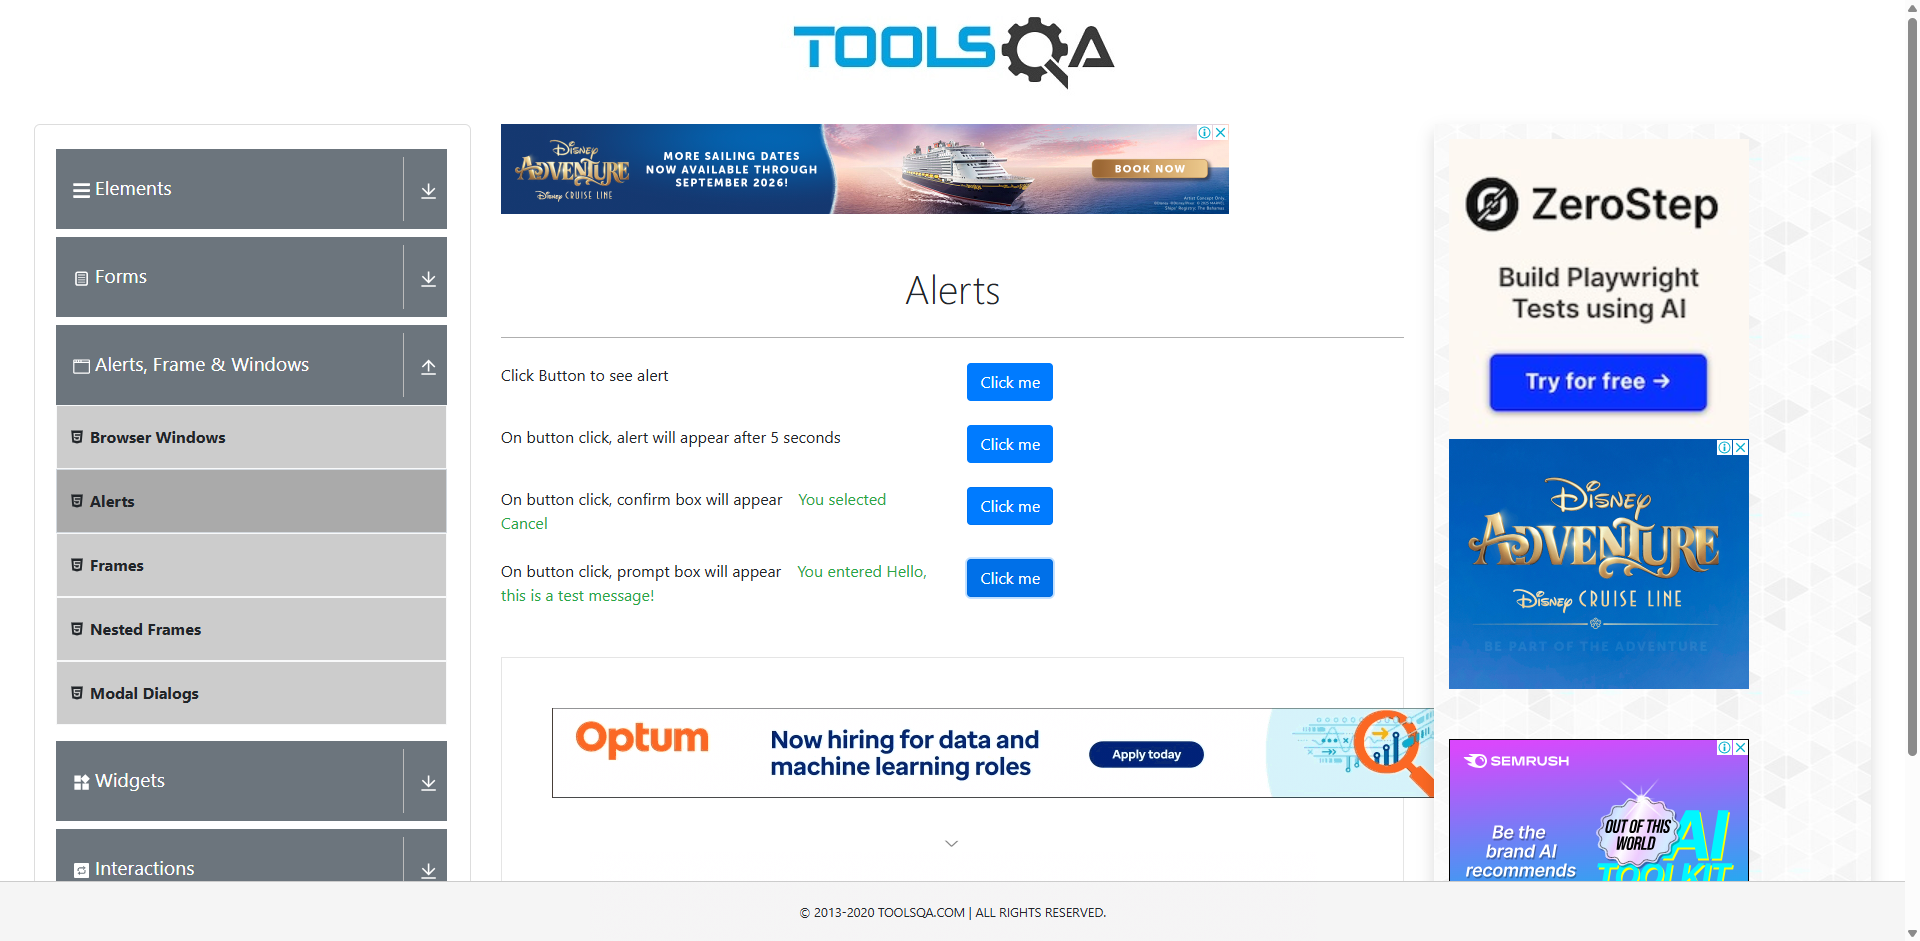 TOOLSQA
Elements
Forms
Alerts, Frame & Windows
Browser Windows
Alerts
Frames
Nested Frames
Modal Dialogs
Widgets
Interactions
Disney
ADVENTURE
Disney CRUISE LINE
MORE SAILING DATES
NOW AVAILABLE THROUGH
SEPTEMBER 2026!
BOOK NOW
Artist Concept Only
Alerts
Click Button to see alert
Click me
On button click, alert will appear after 5 seconds
Click me
On button click, confirm box will appear You selected
Cancel
Click me
On button click, prompt box will appear You entered Hello,
this is a test message!
Click me
Optum
Now hiring for data and
machine learning roles
Apply today
ZeroStep
Build Playwright
Tests using AI
Try for free →
Disney
ADVENTURE
Disney CRUISE LINE
BE PART OF THE ADVENTURE
SEMRUSH
Be the
brand AI
recommends
OUT OF THIS
WORLD
AI
TOOLKIT
© 2013-2020 TOOLSQA.COM | ALL RIGHTS RESERVED.